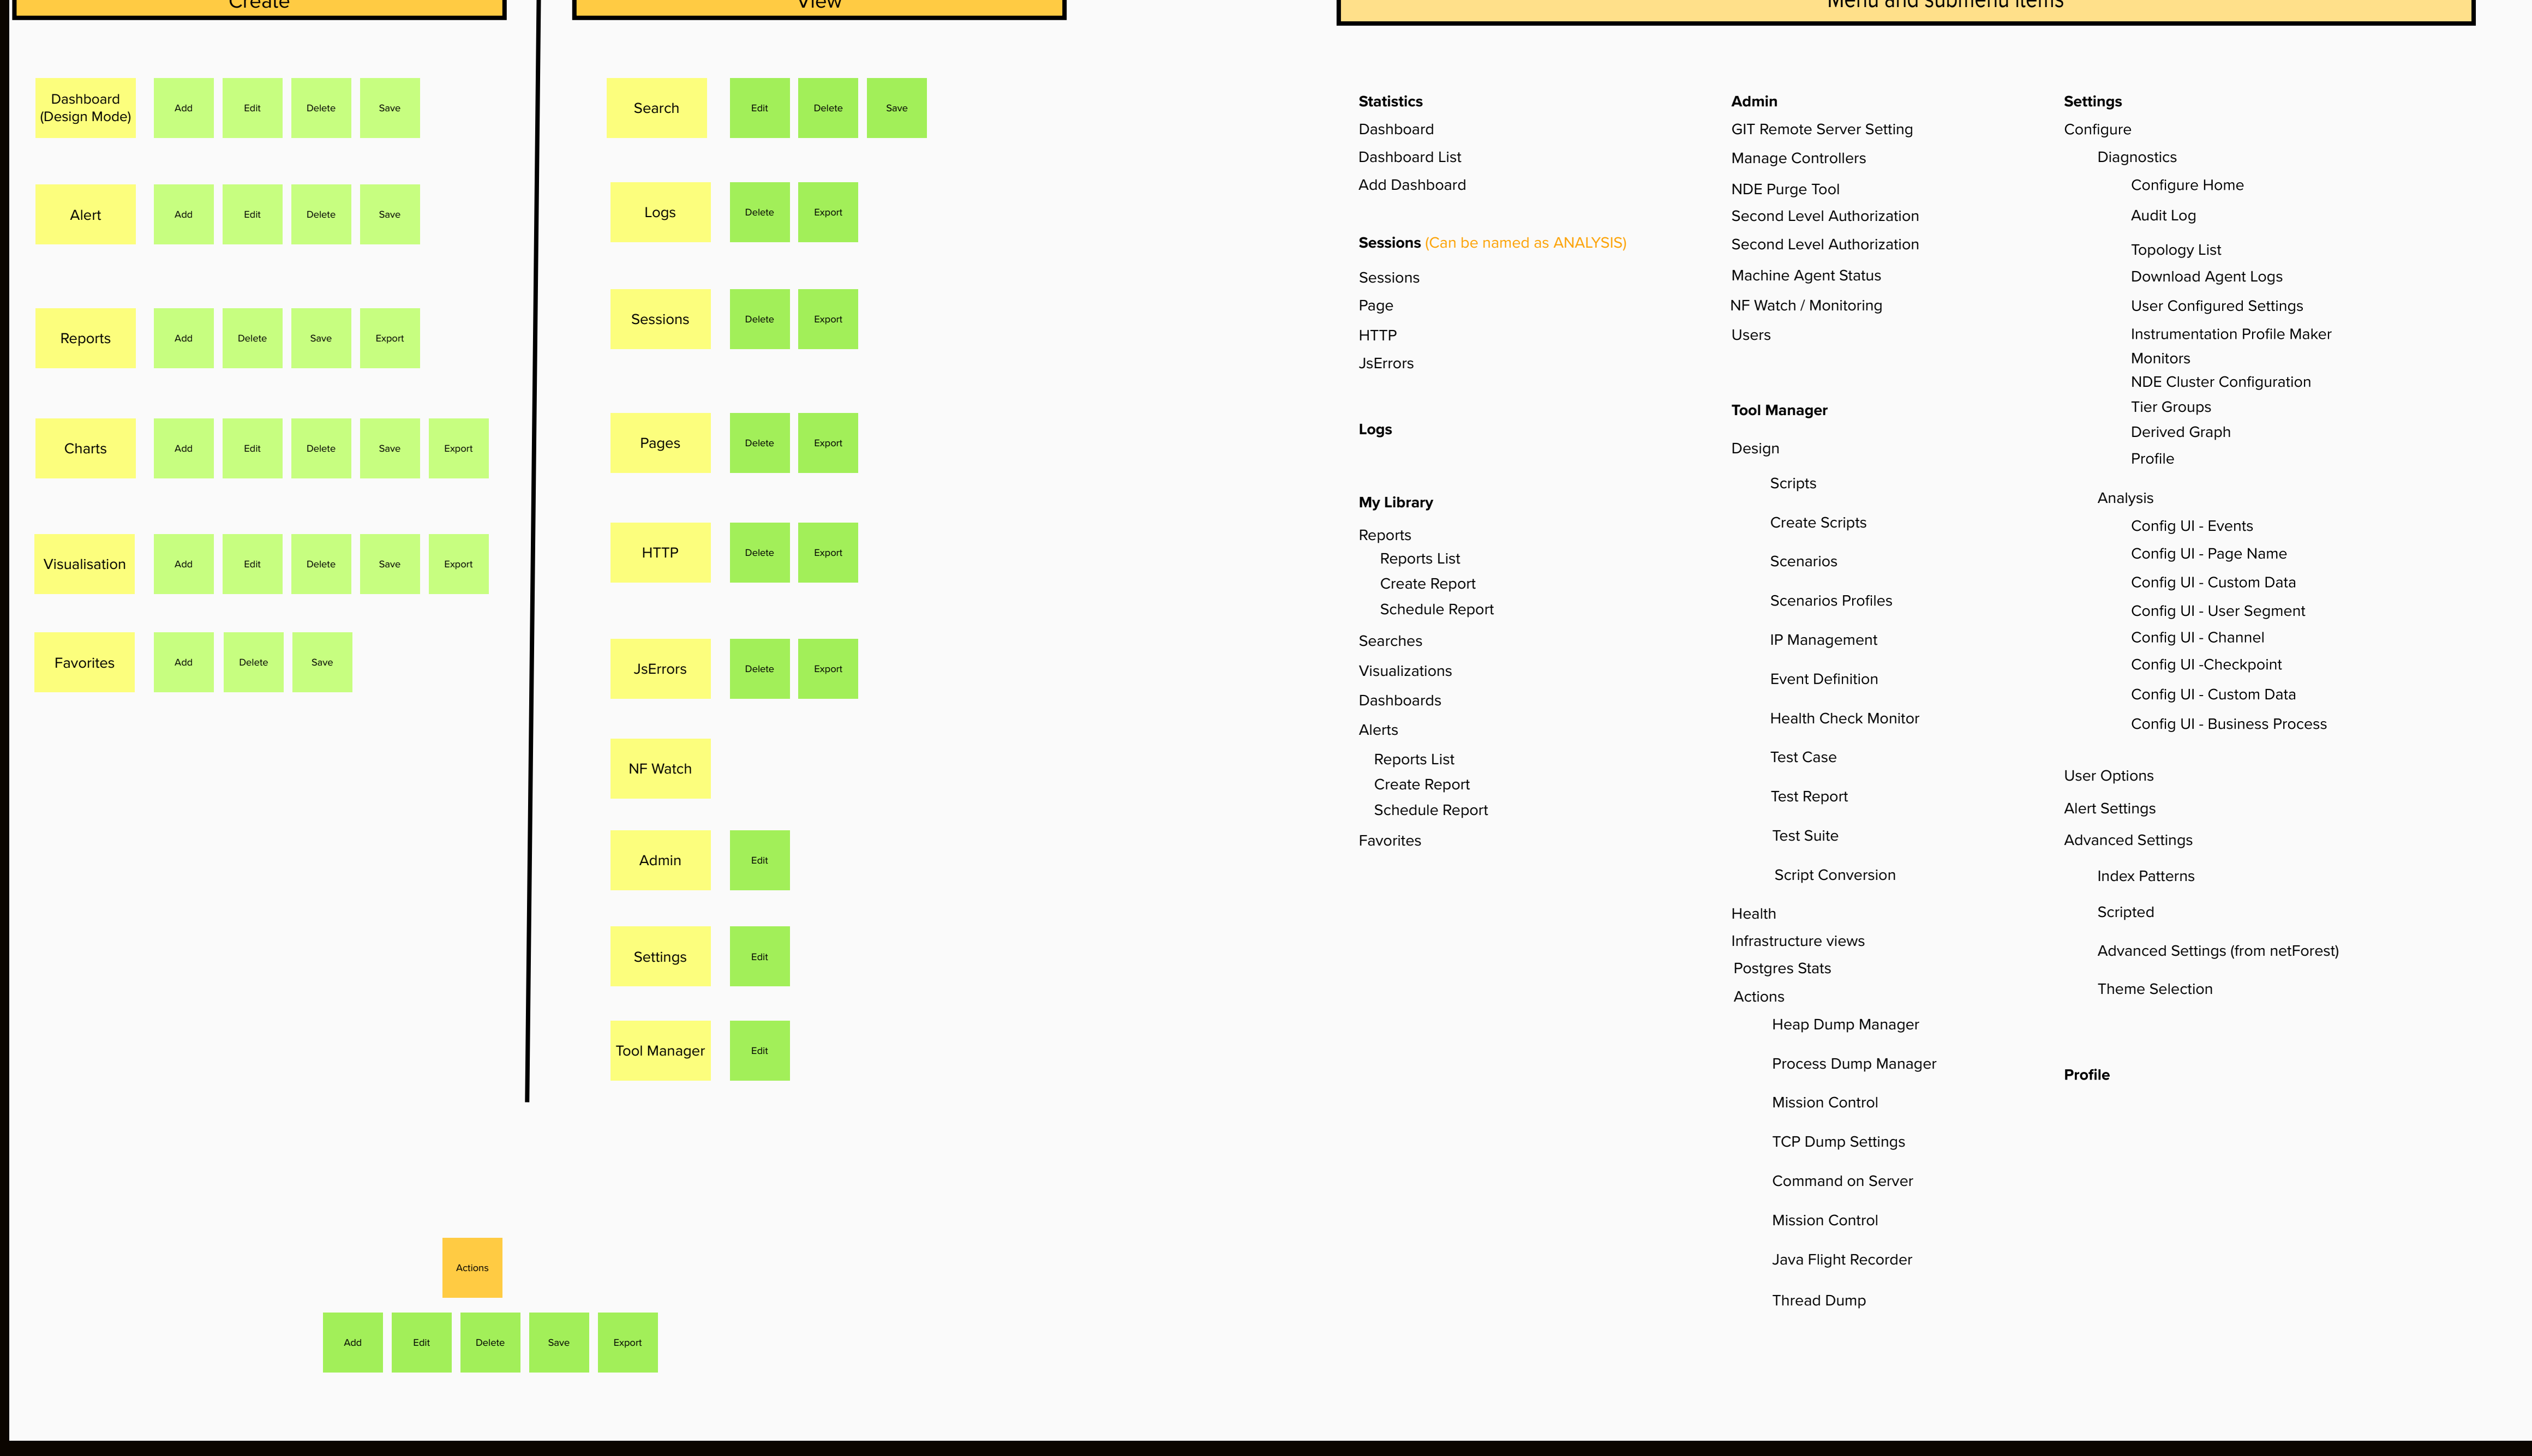 Create
Dashboard
(Design Mode)
Add
Edit
Delete
Save
Alert
Add
Edit
Delete
Save
Reports
Add
Delete
Save
Export
Charts
Add
Edit
Delete
Save
Export
Visualisation
Add
Edit
Delete
Save
Export
Favorites
Add
Delete
Save
View
Search
Edit
Delete
Save
Logs
Delete
Export
Sessions
Delete
Export
Pages
Delete
Export
HTTP
Delete
Export
JsErrors
Delete
Export
NF Watch
Admin
Edit
Settings
Edit
Tool Manager
Edit
Actions
Add
Edit
Delete
Save
Export
Menu and submenu items
Statistics
Dashboard
Dashboard List
Add Dashboard
Sessions (Can be named as ANALYSIS)
Sessions
Page
HTTP
JsErrors
Logs
My Library
Reports
Reports List
Create Report
Schedule Report
Searches
Visualizations
Dashboards
Alerts
Reports List
Create Report
Schedule Report
Favorites
Admin
GIT Remote Server Setting
Manage Controllers
NDE Purge Tool
Second Level Authorization
Second Level Authorization
Machine Agent Status
NF Watch / Monitoring
Users
Tool Manager
Design
Scripts
Create Scripts
Scenarios
Scenarios Profiles
IP Management
Event Definition
Health Check Monitor
Test Case
Test Report
Test Suite
Script Conversion
Health
Infrastructure views
Postgres Stats
Actions
Heap Dump Manager
Process Dump Manager
Mission Control
TCP Dump Settings
Command on Server
Mission Control
Java Flight Recorder
Thread Dump
Settings
Configure
Diagnostics
Configure Home
Audit Log
Topology List
Download Agent Logs
User Configured Settings
Instrumentation Profile Maker
Monitors
NDE Cluster Configuration
Tier Groups
Derived Graph
Profile
Analysis
Config UI - Events
Config UI - Page Name
Config UI - Custom Data
Config UI - User Segment
Config UI - Channel
Config UI -Checkpoint
Config UI - Custom Data
Config UI - Business Process
User Options
Alert Settings
Advanced Settings
Index Patterns
Scripted
Advanced Settings (from netForest)
Theme Selection
Profile